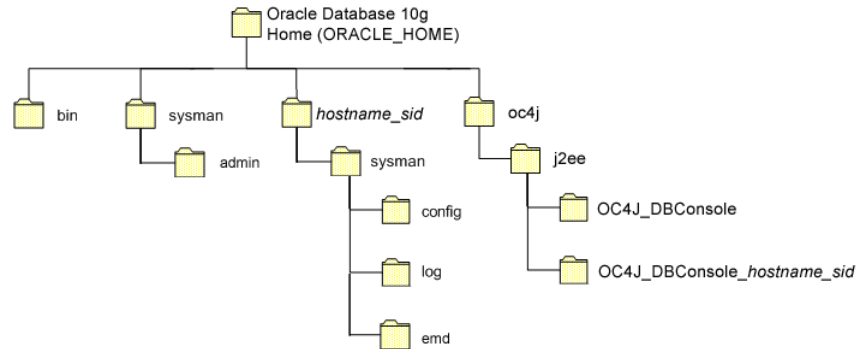 Oracle Database 10g
Home (ORACLE_HOME)
bin
sysman
hostname_sid
oc4j
admin
sysman
j2ee
config
OC4J_DBConsole
log
OC4J_DBConsole_hostname_sid
emd